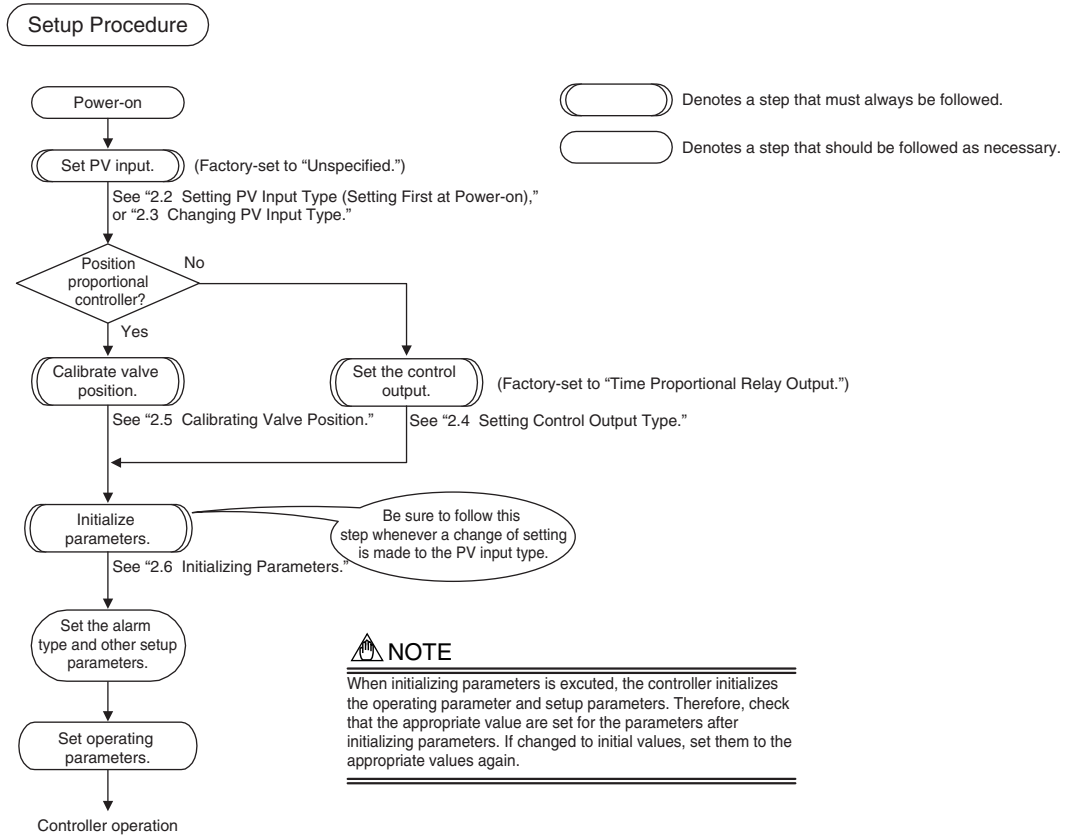 Setup Procedure
Power-on
Denotes a step that must always be followed.
Denotes a step that should be followed as necessary.
Set PV input.
(Factory-set to “Unspecified.”)
See “2.2 Setting PV Input Type (Setting First at Power-on),”
or “2.3 Changing PV Input Type.”
Position
proportional
controller?
No
Yes
Calibrate valve
position.
See “2.5 Calibrating Valve Position.”
Set the control
output.
(Factory-set to “Time Proportional Relay Output.”)
See “2.4 Setting Control Output Type.”
Initialize
parameters.
Be sure to follow this
step whenever a change of setting
is made to the PV input type.
See “2.6 Initializing Parameters.”
Set the alarm
type and other setup
parameters.
Set operating
parameters.
Controller operation
NOTE
When initializing parameters is excuted, the controller initializes
the operating parameter and setup parameters. Therefore, check
that the appropriate value are set for the parameters after
initializing parameters. If changed to initial values, set them to the
appropriate values again.